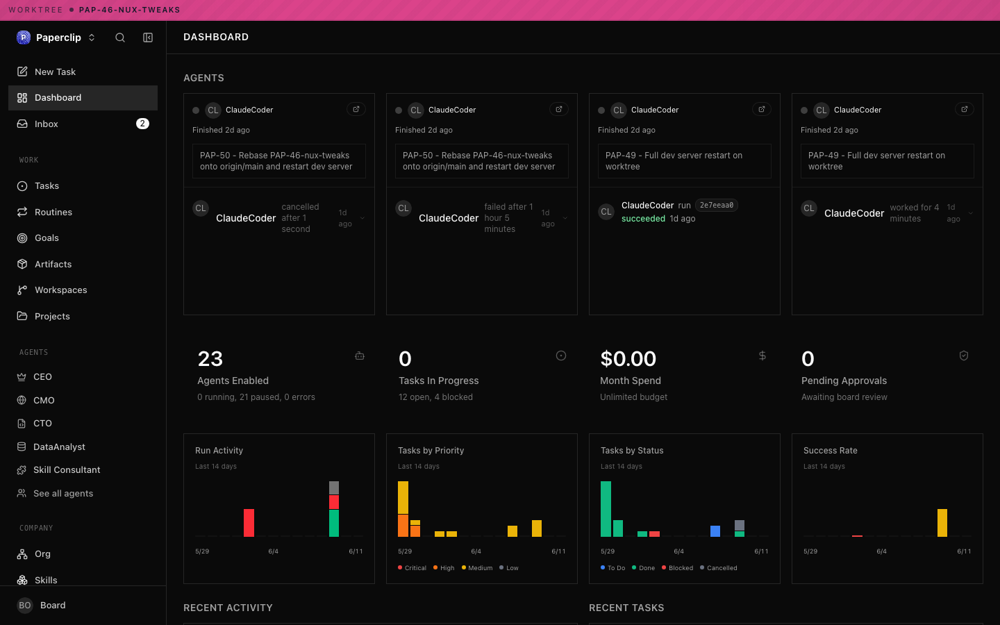 WORKTREE ● PAP-46-NUX-TWEAKS
P Paperclip
New Task
Dashboard
Inbox 2
WORK
Tasks
Routines
Goals
Artifacts
Workspaces
Projects
AGENTS
CEO
CMO
CTO
DataAnalyst
Skill Consultant
See all agents
COMPANY
Org
Skills
BO Board
DASHBOARD
AGENTS
CL ClaudeCoder
Finished 2d ago
PAP-50 - Rebase PAP-46-nux-tweaks
onto origin/main and restart dev server
CL ClaudeCoder
cancelled
after 1
second
1d
ago
CL ClaudeCoder
Finished 2d ago
PAP-50 - Rebase PAP-46-nux-tweaks
onto origin/main and restart dev server
CL ClaudeCoder
failed after 1
hour 5
minutes
1d
ago
CL ClaudeCoder
Finished 2d ago
PAP-49 - Full dev server restart on
worktree
CL
ClaudeCoder run 2e7eeaa0
succeeded 1d ago
CL ClaudeCoder
Finished 2d ago
PAP-49 - Full dev server restart on
worktree
CL ClaudeCoder
worked for 4
minutes
1d
ago
23
Agents Enabled
0 running, 21 paused, 0 errors
0
Tasks In Progress
12 open, 4 blocked
$0.00
Month Spend
Unlimited budget
0
Pending Approvals
Awaiting board review
Run Activity
Last 14 days
5/29 6/4 6/11
Tasks by Priority
Last 14 days
5/29 6/4 6/11
Critical High Medium Low
Tasks by Status
Last 14 days
5/29 6/4 6/11
To Do Done Blocked Cancelled
Success Rate
Last 14 days
5/29 6/4 6/11
RECENT ACTIVITY
RECENT TASKS